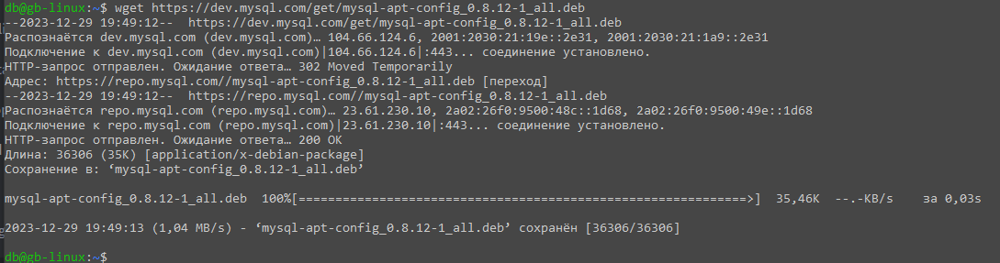 db@gb-linux:~$ wget https://dev.mysql.com/get/mysql-apt-config_0.8.12-1_all.deb
--2023-12-29 19:49:12--  https://dev.mysql.com/get/mysql-apt-config_0.8.12-1_all.deb
Распознаётся dev.mysql.com (dev.mysql.com)… 104.66.124.6, 2001:2030:21:19e::2e31, 2001:2030:21:1a9::2e31
Подключение к dev.mysql.com (dev.mysql.com)|104.66.124.6|:443... соединение установлено.
HTTP-запрос отправлен. Ожидание ответа… 302 Moved Temporarily
Адрес: https://repo.mysql.com//mysql-apt-config_0.8.12-1_all.deb [переход]
--2023-12-29 19:49:12--  https://repo.mysql.com//mysql-apt-config_0.8.12-1_all.deb
Распознаётся repo.mysql.com (repo.mysql.com)… 23.61.230.10, 2a02:26f0:9500:48c::1d68, 2a02:26f0:9500:49e::1d68
Подключение к repo.mysql.com (repo.mysql.com)|23.61.230.10|:443... соединение установлено.
HTTP-запрос отправлен. Ожидание ответа… 200 OK
Длина: 36306 (35K) [application/x-debian-package]
Сохранение в: ‘mysql-apt-config_0.8.12-1_all.deb’
mysql-apt-config_0.8.12-1_all.deb  100%[=============================================================>]  35,46K  --.-KB/s    за 0,03s
2023-12-29 19:49:13 (1,04 MB/s) - ‘mysql-apt-config_0.8.12-1_all.deb’ сохранён [36306/36306]
db@gb-linux:~$